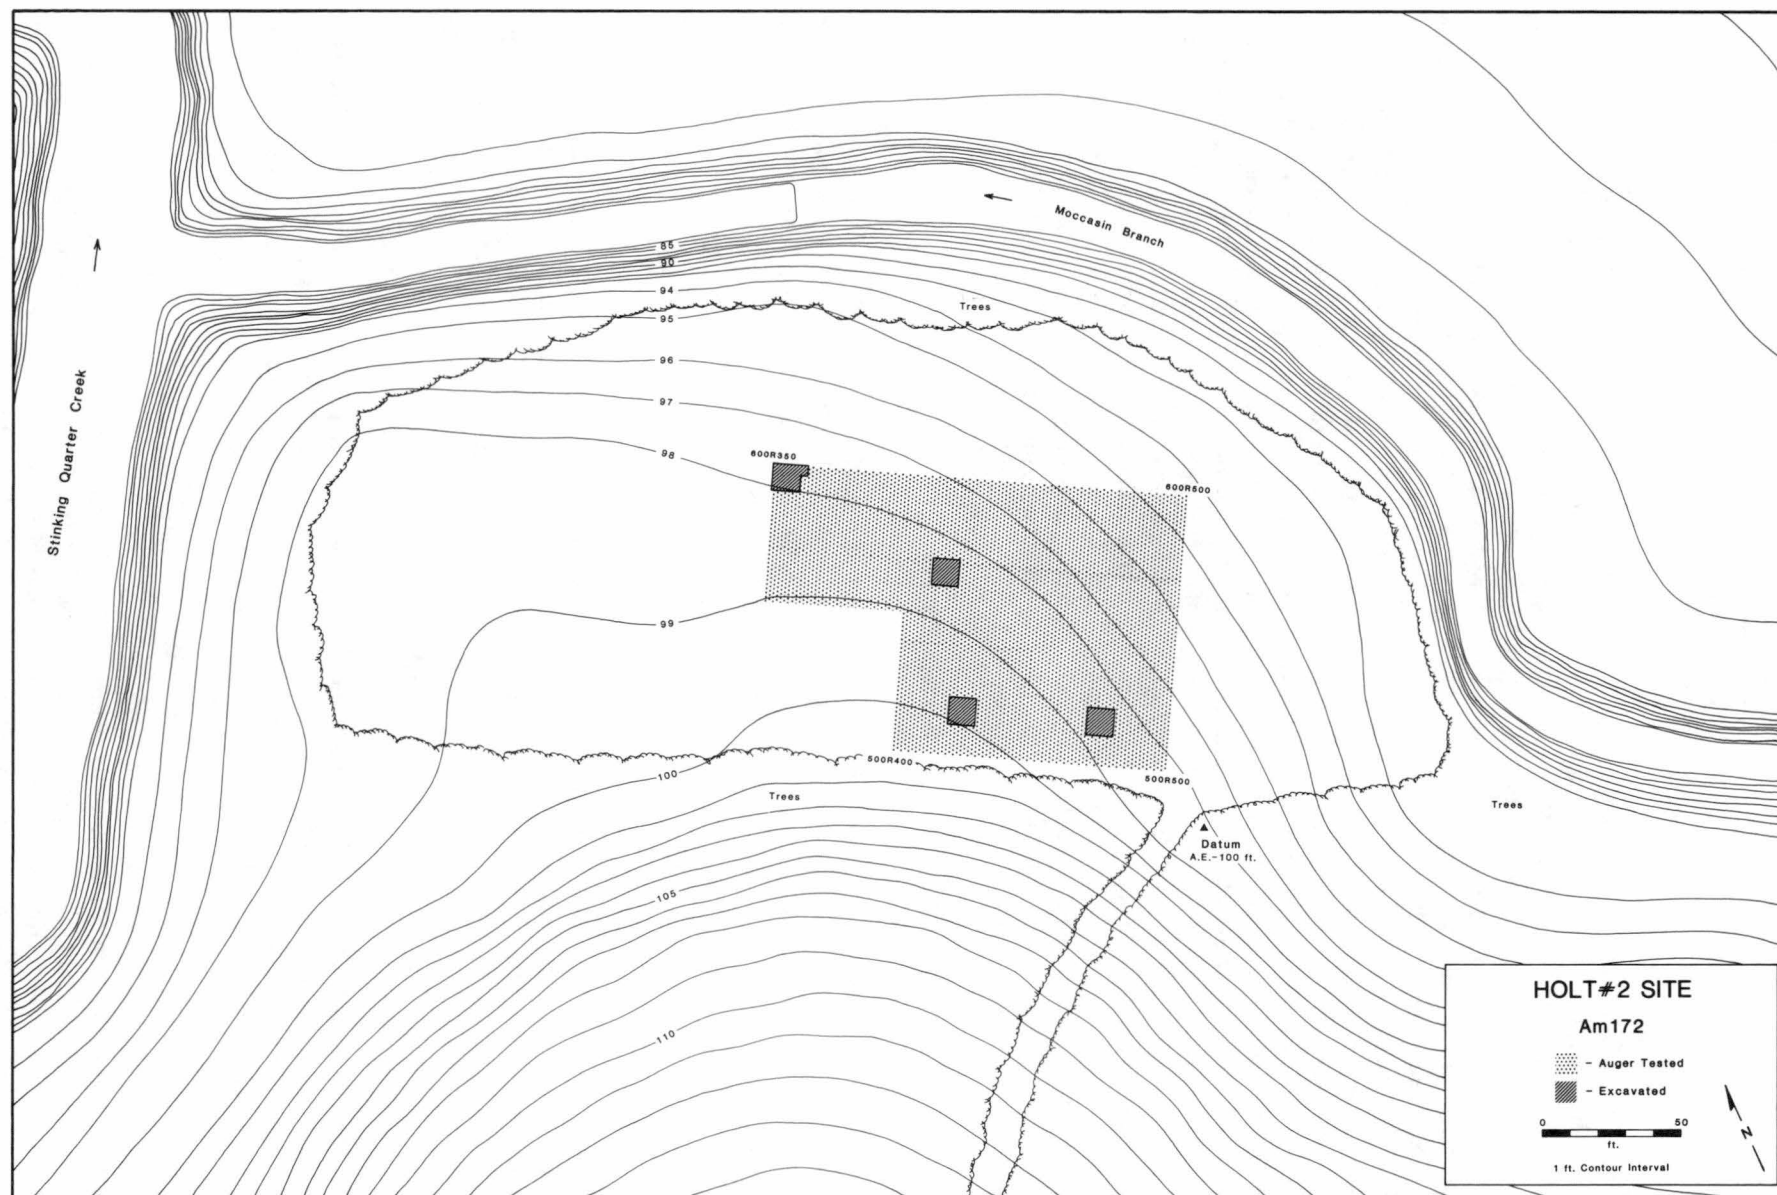 Moccasin Branch
85
90
94
Trees
95
96
97
Stinking Quarter Creek
98
600R350
600R500
99
500R400
100
500R500
Trees
Trees
Datum
A.E.-100 ft.
105
110
HOLT#2 SITE
Am172
- Auger Tested
- Excavated
0 50
ft.
1 ft. Contour Interval
N